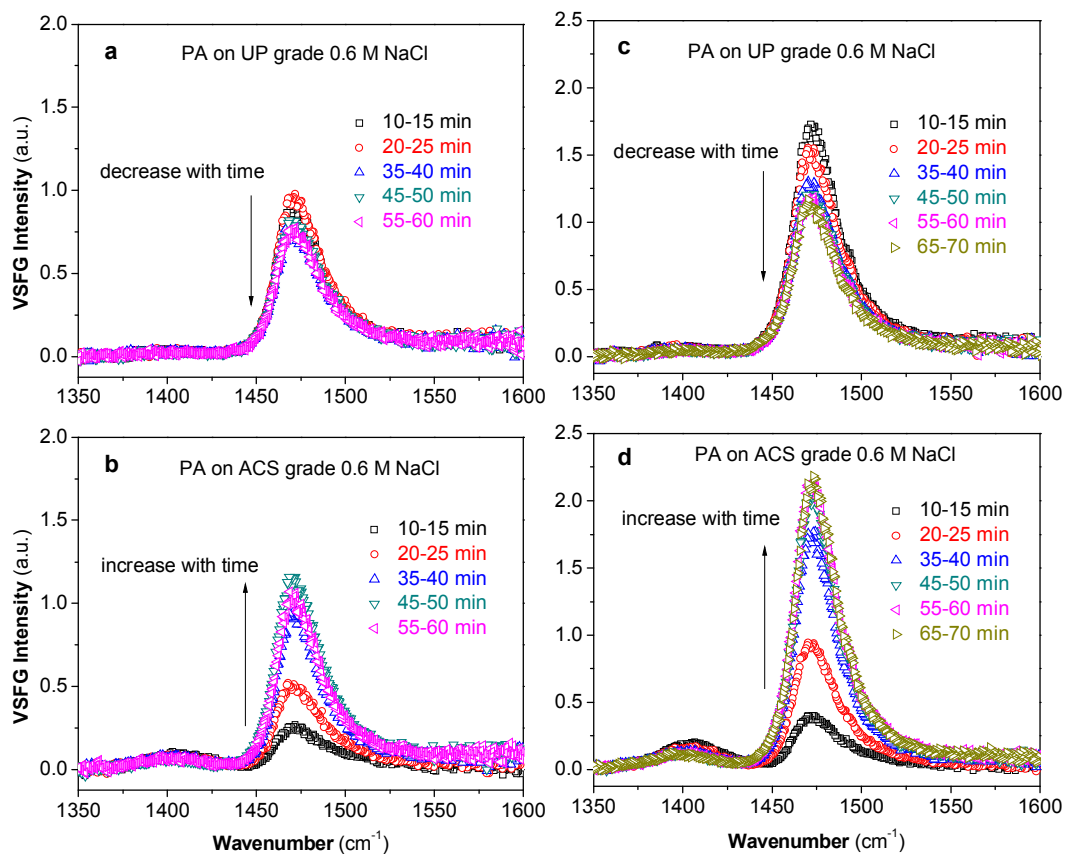 a
PA on UP grade 0.6 M NaCl
10-15 min
20-25 min
35-40 min
45-50 min
55-60 min
decrease with time
VSFG Intensity (a.u.)
2.0
1.5
1.0
0.5
0.0
1350 1400 1450 1500 1550 1600
c
PA on UP grade 0.6 M NaCl
10-15 min
20-25 min
35-40 min
45-50 min
55-60 min
65-70 min
decrease with time
2.5
2.0
1.5
1.0
0.5
0.0
1350 1400 1450 1500 1550 1600
b
PA on ACS grade 0.6 M NaCl
10-15 min
20-25 min
35-40 min
45-50 min
55-60 min
increase with time
VSFG Intensity (a.u.)
2.0
1.5
1.0
0.5
0.0
1350 1400 1450 1500 1550 1600
Wavenumber (cm⁻¹)
d
PA on ACS grade 0.6 M NaCl
10-15 min
20-25 min
35-40 min
45-50 min
55-60 min
65-70 min
increase with time
2.5
2.0
1.5
1.0
0.5
0.0
1350 1400 1450 1500 1550 1600
Wavenumber (cm⁻¹)